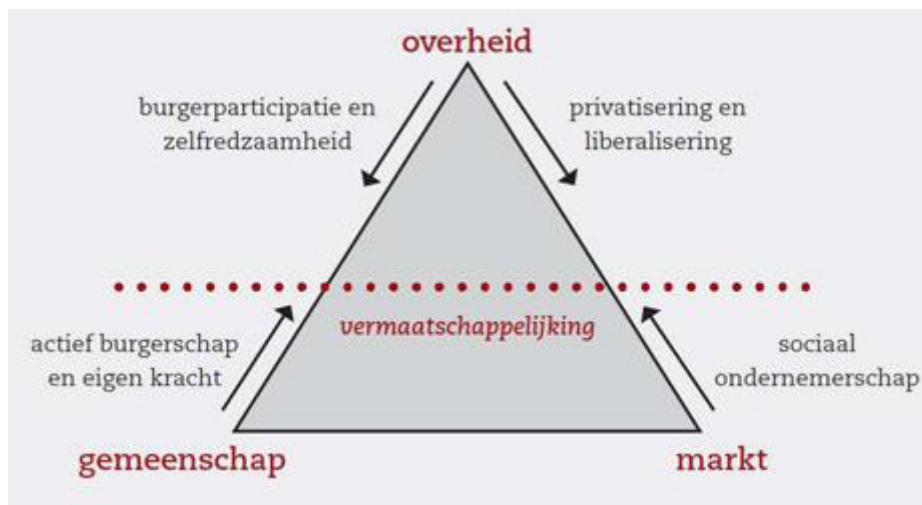 overheid
burgerparticipatie en
zelfredzaamheid
privatisering en
liberalisering
vermaatschappelijking
actief burgerschap
en eigen kracht
sociaal
ondernemerschap
gemeenschap
markt